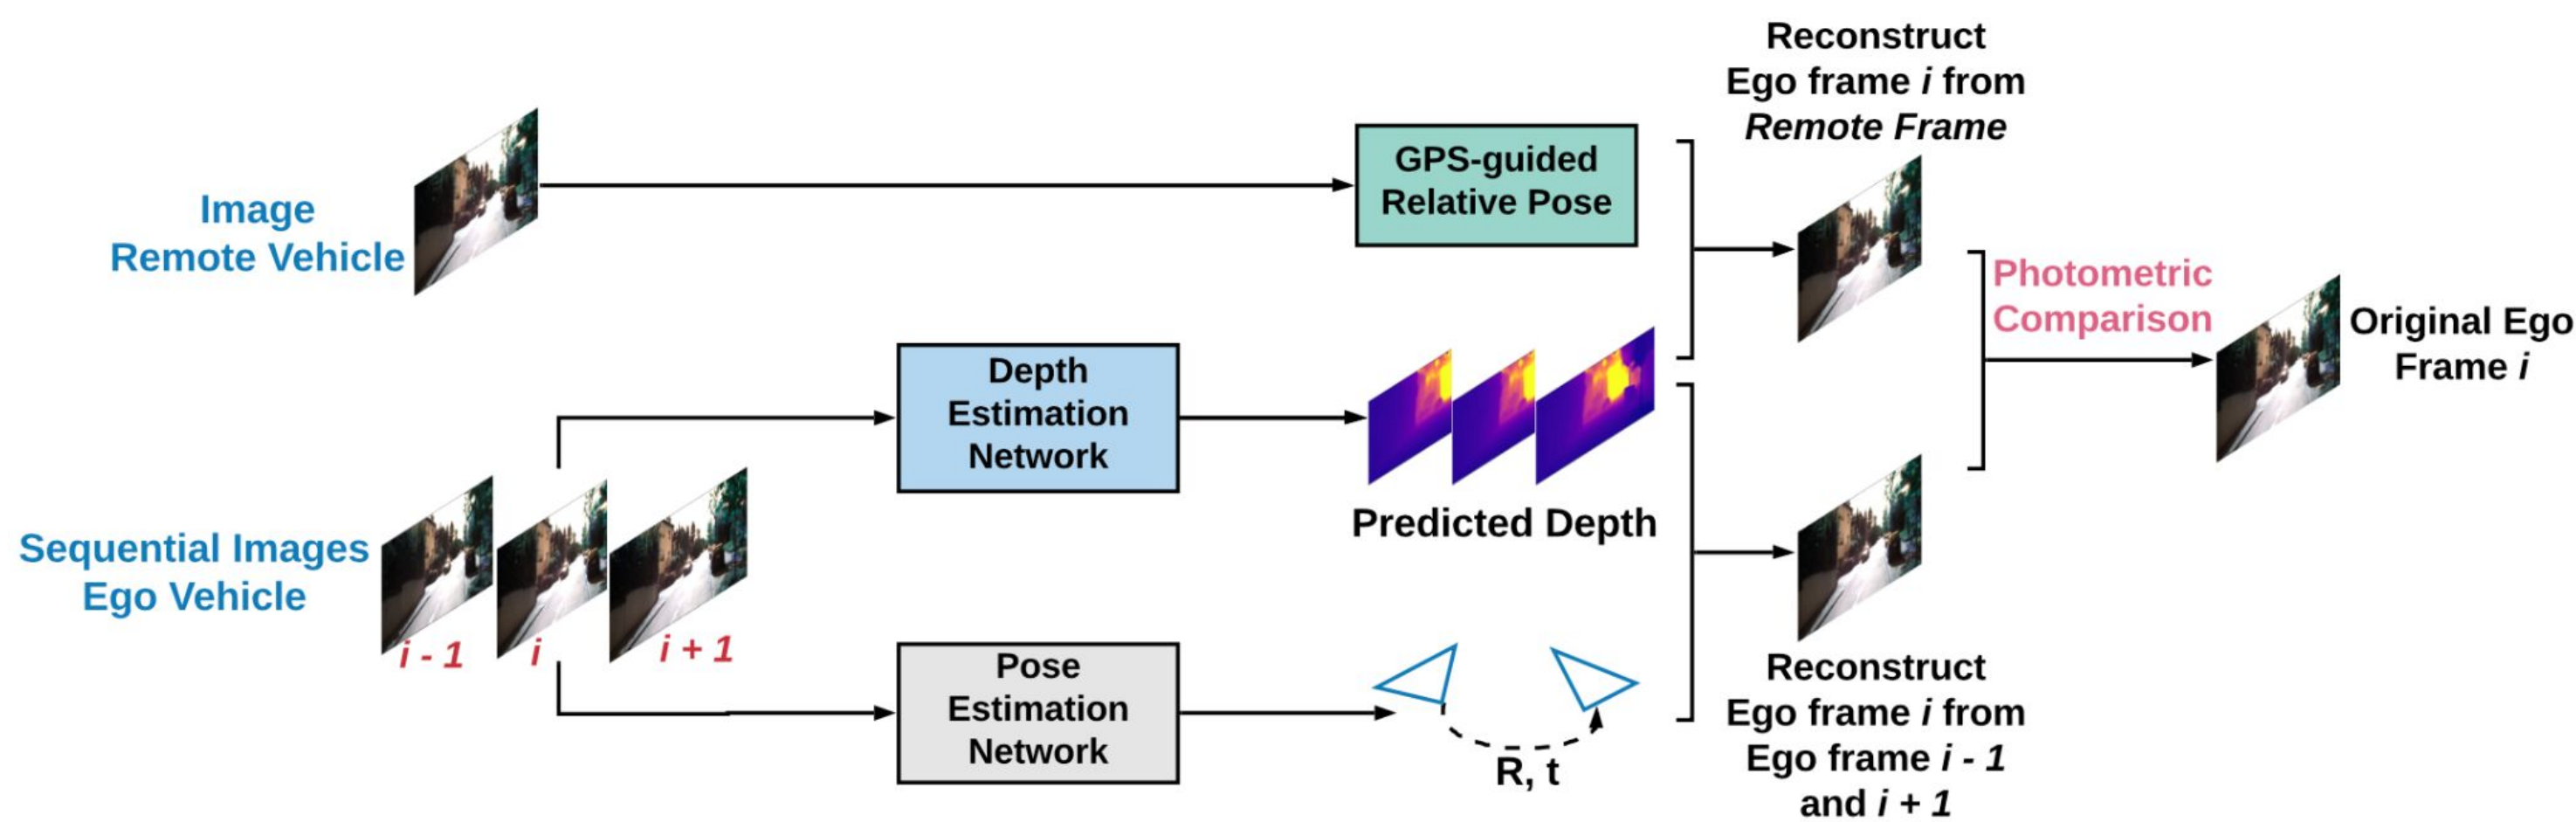 Reconstruct
Ego frame i from
Remote Frame
GPS-guided
Relative Pose
Image
Remote Vehicle
Photometric
Comparison
Original Ego
Frame i
Depth
Estimation
Network
Predicted Depth
Sequential Images
Ego Vehicle
i - 1
i
i + 1
Pose
Estimation
Network
R, t
Reconstruct
Ego frame i from
Ego frame i - 1
and i + 1